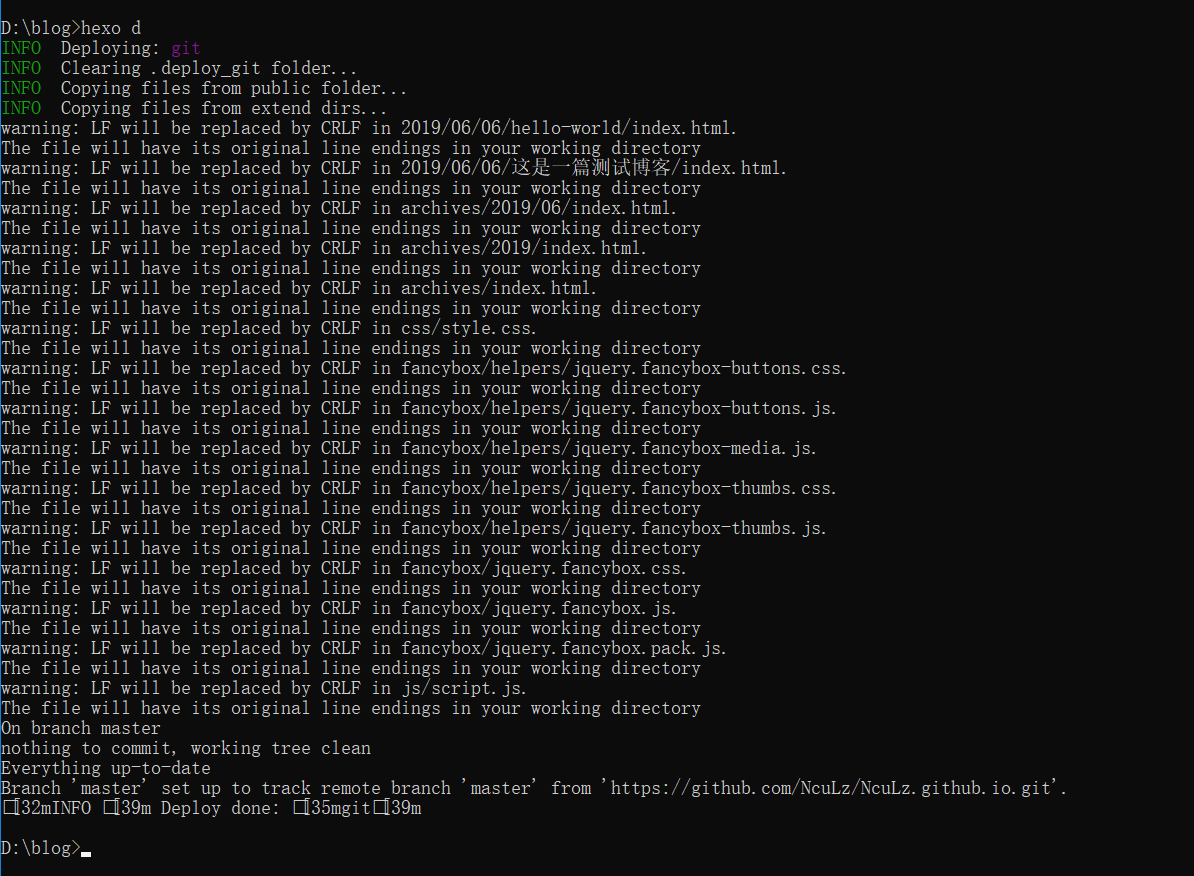 D:\blog>hexo d
INFO  Deploying: git
INFO  Clearing .deploy_git folder...
INFO  Copying files from public folder...
INFO  Copying files from extend dirs...
warning: LF will be replaced by CRLF in 2019/06/06/hello-world/index.html.
The file will have its original line endings in your working directory
warning: LF will be replaced by CRLF in 2019/06/06/这是一篇测试博客/index.html.
The file will have its original line endings in your working directory
warning: LF will be replaced by CRLF in archives/2019/06/index.html.
The file will have its original line endings in your working directory
warning: LF will be replaced by CRLF in archives/2019/index.html.
The file will have its original line endings in your working directory
warning: LF will be replaced by CRLF in archives/index.html.
The file will have its original line endings in your working directory
warning: LF will be replaced by CRLF in css/style.css.
The file will have its original line endings in your working directory
warning: LF will be replaced by CRLF in fancybox/helpers/jquery.fancybox-buttons.css.
The file will have its original line endings in your working directory
warning: LF will be replaced by CRLF in fancybox/helpers/jquery.fancybox-buttons.js.
The file will have its original line endings in your working directory
warning: LF will be replaced by CRLF in fancybox/helpers/jquery.fancybox-media.js.
The file will have its original line endings in your working directory
warning: LF will be replaced by CRLF in fancybox/helpers/jquery.fancybox-thumbs.css.
The file will have its original line endings in your working directory
warning: LF will be replaced by CRLF in fancybox/helpers/jquery.fancybox-thumbs.js.
The file will have its original line endings in your working directory
warning: LF will be replaced by CRLF in fancybox/jquery.fancybox.css.
The file will have its original line endings in your working directory
warning: LF will be replaced by CRLF in fancybox/jquery.fancybox.js.
The file will have its original line endings in your working directory
warning: LF will be replaced by CRLF in fancybox/jquery.fancybox.pack.js.
The file will have its original line endings in your working directory
warning: LF will be replaced by CRLF in js/script.js.
The file will have its original line endings in your working directory
On branch master
nothing to commit, working tree clean
Everything up-to-date
Branch 'master' set up to track remote branch 'master' from 'https://github.com/NcuLz/NcuLz.github.io.git'.
□[32mINFO □[39m Deploy done: □[35mgit□[39m
D:\blog>